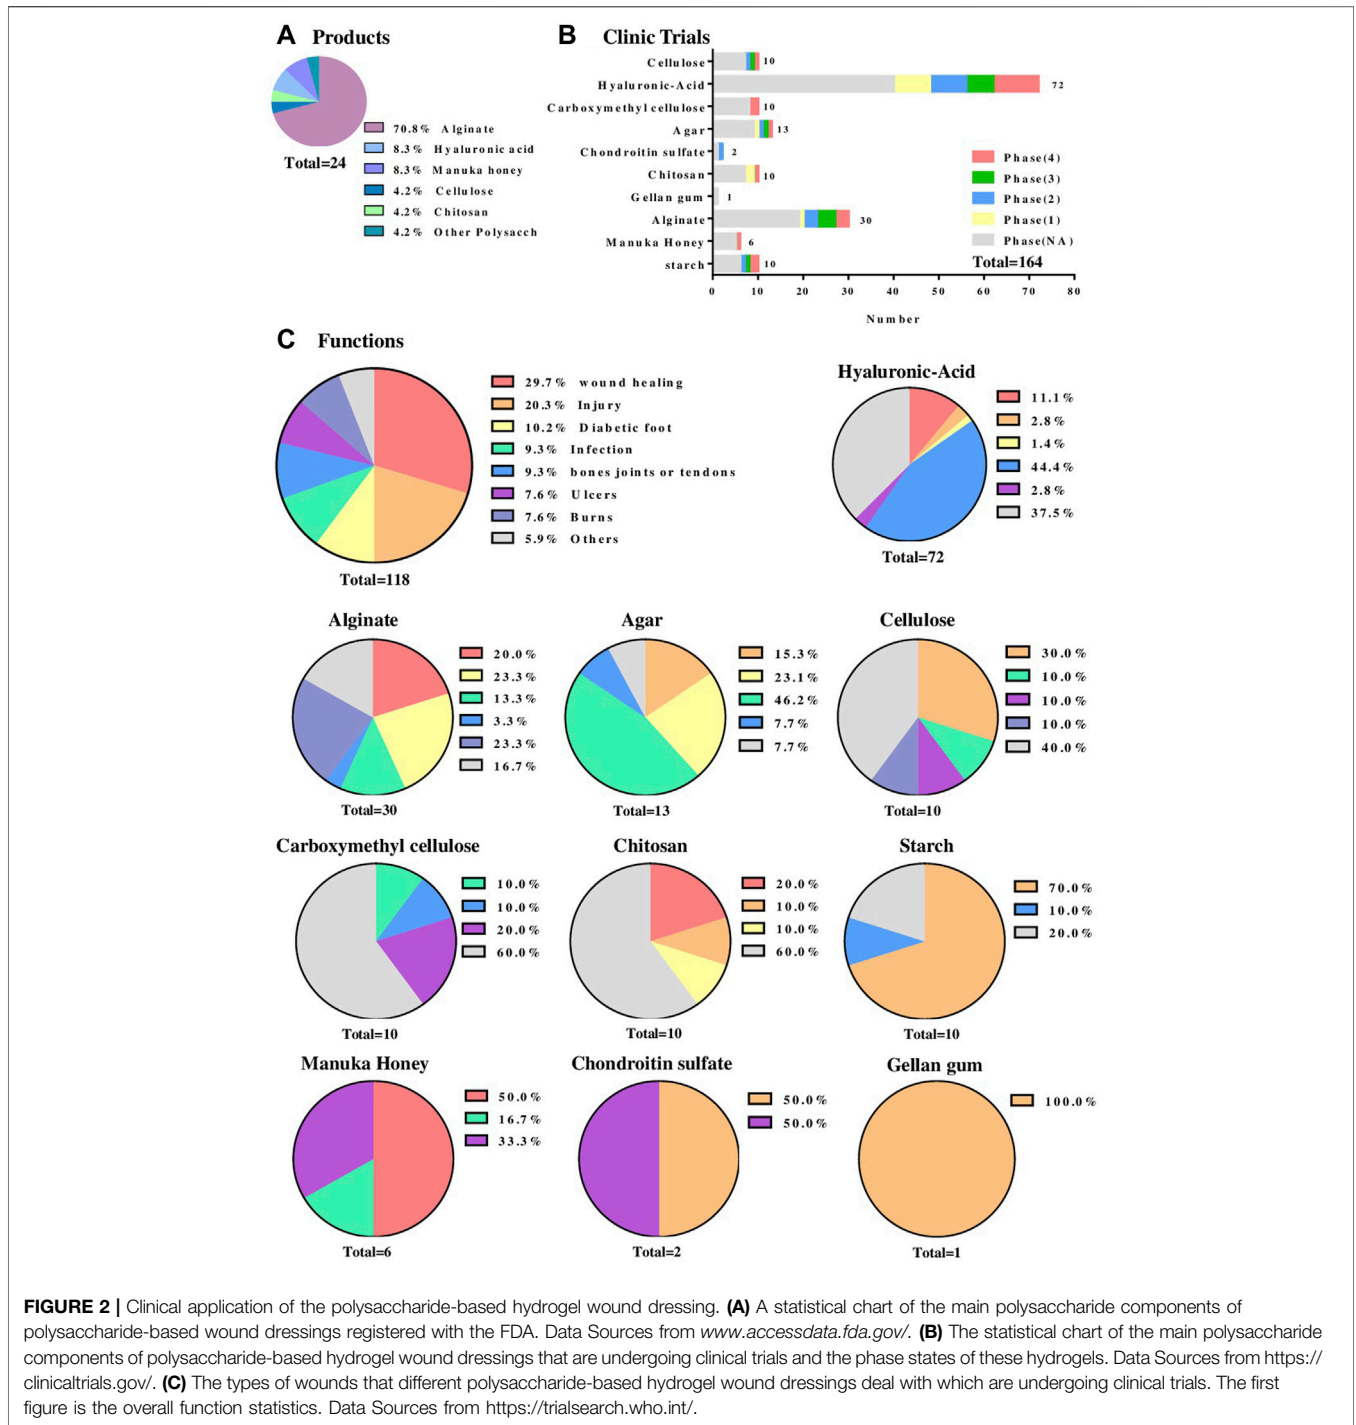 A Products
Total=24
70.8% Alginate
8.3% Hyaluronic acid
8.3% Manuka honey
4.2% Cellulose
4.2% Chitosan
4.2% Other Polysacch
B Clinic Trials
Cellulose 10
Hyaluronic-Acid 72
Carboxymethyl cellulose 10
Agar 13
Chondroitin sulfate 2
Chitosan 10
Gellan gum 1
Alginate 30
Manuka Honey 6
starch 10
Phase(4)
Phase(3)
Phase(2)
Phase(1)
Phase(NA)
Total=164
0 10 20 30 40 50 60 70 80
Number
C Functions
29.7% wound healing
20.3% Injury
10.2% Diabetic foot
9.3% Infection
9.3% bones joints or tendons
7.6% Ulcers
7.6% Burns
5.9% Others
Total=118
Hyaluronic-Acid
11.1%
2.8%
1.4%
44.4%
2.8%
37.5%
Total=72
Alginate
20.0%
23.3%
13.3%
3.3%
23.3%
16.7%
Total=30
Agar
15.3%
23.1%
46.2%
7.7%
7.7%
Total=13
Cellulose
30.0%
10.0%
10.0%
10.0%
40.0%
Total=10
Carboxymethyl cellulose
10.0%
10.0%
20.0%
60.0%
Total=10
Chitosan
20.0%
10.0%
10.0%
60.0%
Total=10
Starch
70.0%
10.0%
20.0%
Total=10
Manuka Honey
50.0%
16.7%
33.3%
Total=6
Chondroitin sulfate
50.0%
50.0%
Total=2
Gellan gum
100.0%
Total=1
FIGURE 2 | Clinical application of the polysaccharide-based hydrogel wound dressing. (A) A statistical chart of the main polysaccharide components of
polysaccharide-based wound dressings registered with the FDA. Data Sources from www.accessdata.fda.gov/. (B) The statistical chart of the main polysaccharide
components of polysaccharide-based hydrogel wound dressings that are undergoing clinical trials and the phase states of these hydrogels. Data Sources from https://
clinicaltrials.gov/. (C) The types of wounds that different polysaccharide-based hydrogel wound dressings deal with which are undergoing clinical trials. The first
figure is the overall function statistics. Data Sources from https://trialsearch.who.int/.